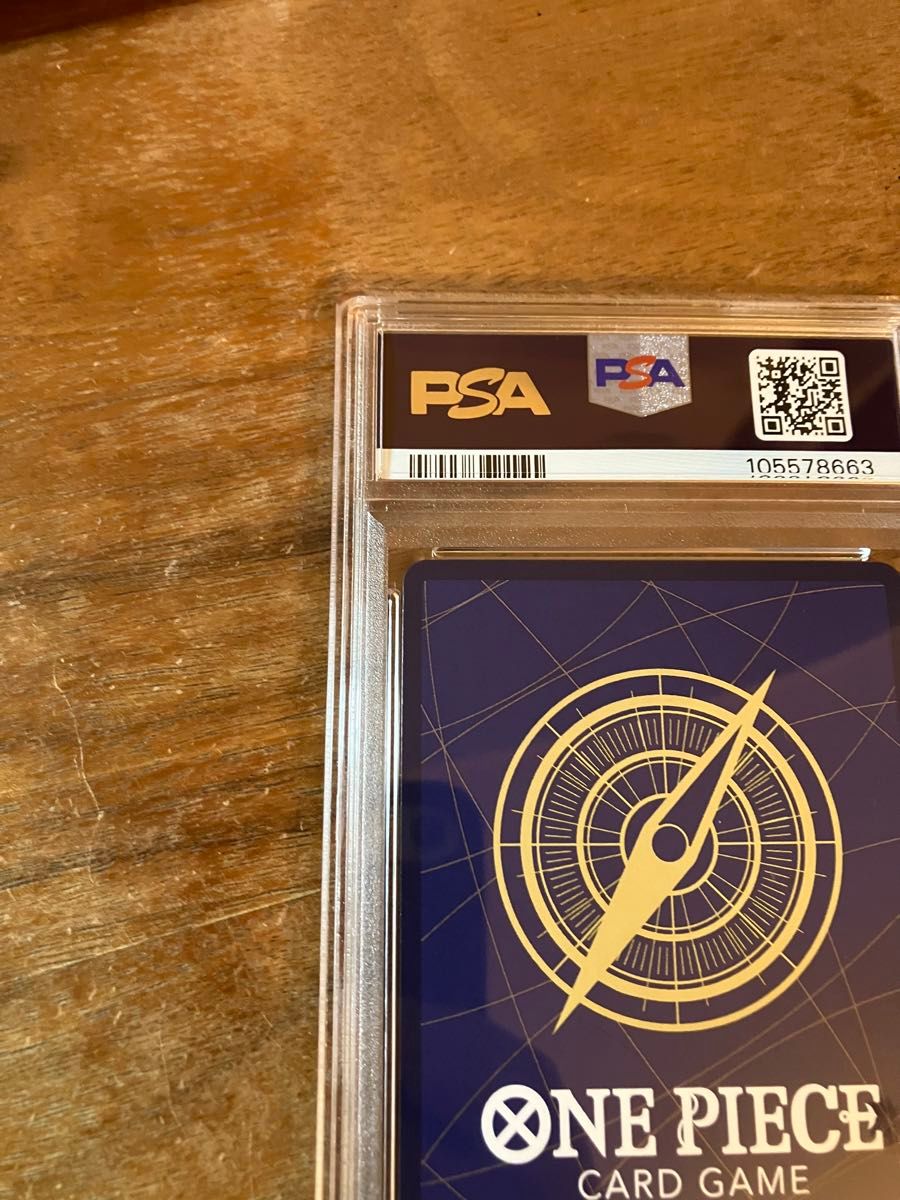 PSA
PSA
105578663
ONE PIECE
CARD GAME